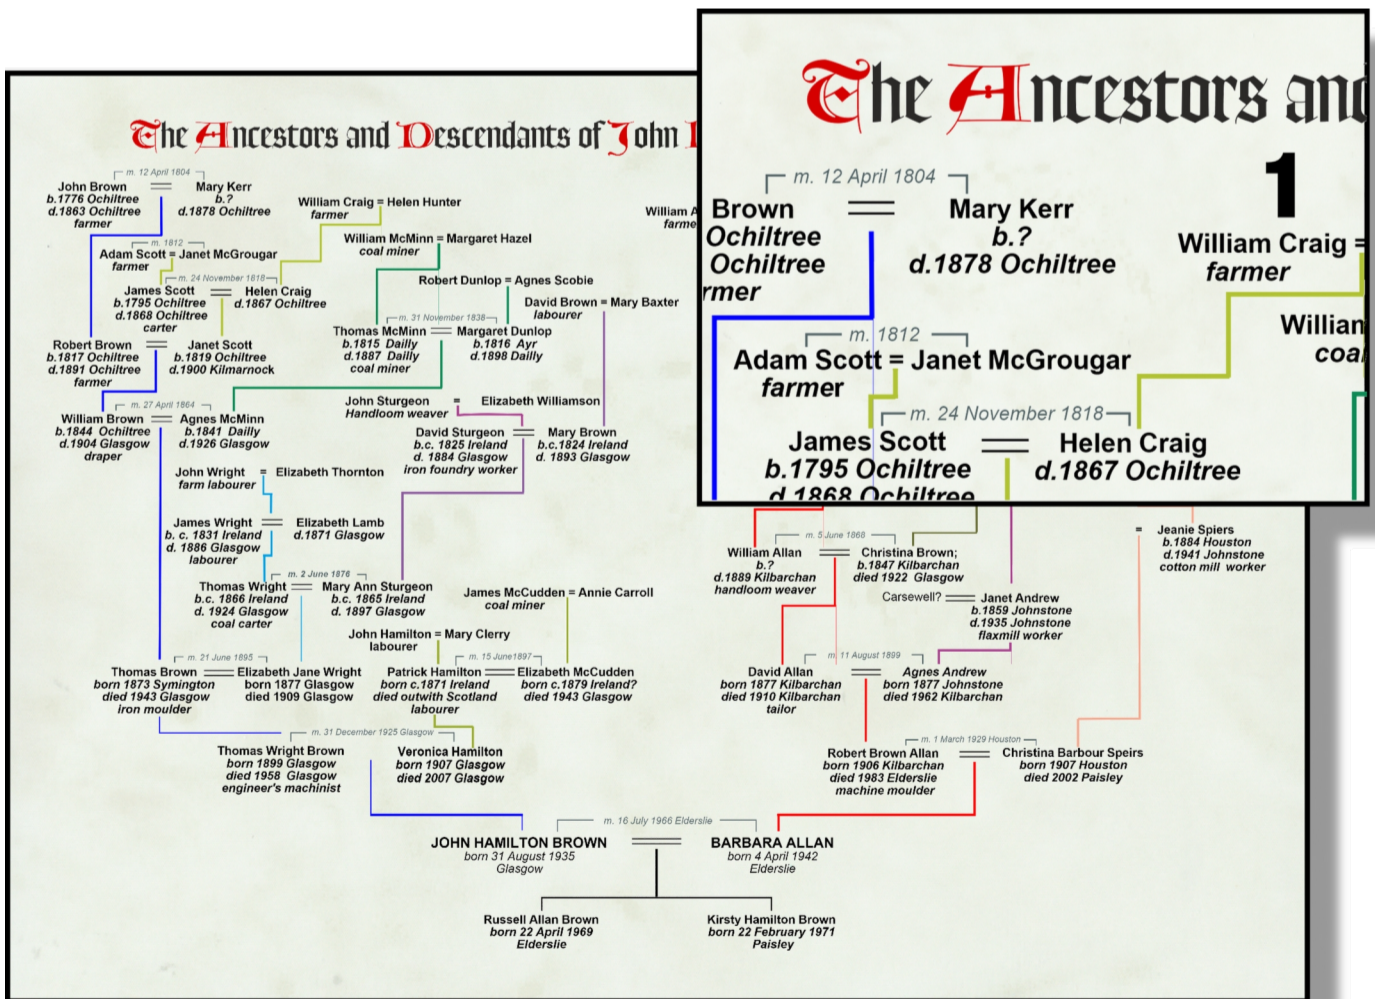 The Ancestors and Descendants of John
m. 12 April 1804
John Brown = Mary Kerr
b.1776 Ochiltree
d.1863 Ochiltree
farmer
b.?
d.1878 Ochiltree
William Craig = Helen Hunter
farmer
William A
farme
m. 1812
Adam Scott = Janet McGrougar
farmer
William McMinn = Margaret Hazel
coal miner
m. 24 November 1818
James Scott = Helen Craig
b.1795 Ochiltree
d.1868 Ochiltree
carter
d.1867 Ochiltree
Robert Dunlop = Agnes Scobie
David Brown = Mary Baxter
labourer
m. 31 November 1838
Thomas McMinn = Margaret Dunlop
b.1815 Dailly
d.1887 Dailly
coal miner
b.1816 Ayr
d.1898 Dailly
Robert Brown = Janet Scott
b.1817 Ochiltree
d.1891 Ochiltree
farmer
b.1819 Ochiltree
d.1900 Kilmarnock
m. 27 April 1864
William Brown = Agnes McMinn
b.1844 Ochiltree
d.1904 Glasgow
draper
b.1841 Dailly
d.1926 Glasgow
John Sturgeon = Elizabeth Williamson
Handloom weaver
David Sturgeon = Mary Brown
b.c. 1825 Ireland
d. 1884 Glasgow
iron foundry worker
b.c.1824 Ireland
d. 1893 Glasgow
John Wright = Elizabeth Thornton
farm labourer
James Wright = Elizabeth Lamb
b. c. 1831 Ireland
d. 1886 Glasgow
labourer
d.1871 Glasgow
m. 2 June 1876
Thomas Wright = Mary Ann Sturgeon
b.c. 1866 Ireland
d. 1924 Glasgow
coal carter
b.c. 1865 Ireland
d. 1897 Glasgow
James McCudden = Annie Carroll
coal miner
John Hamilton = Mary Clerry
labourer
m. 21 June 1895
Thomas Brown = Elizabeth Jane Wright
born 1873 Symington
died 1943 Glasgow
iron moulder
born 1877 Glasgow
died 1909 Glasgow
m. 15 June1897
Patrick Hamilton = Elizabeth McCudden
born c.1871 Ireland
died outwith Scotland
labourer
born c.1879 Ireland?
died 1943 Glasgow
m. 31 December 1925 Glasgow
Thomas Wright Brown
born 1899 Glasgow
died 1958 Glasgow
engineer's machinist
Veronica Hamilton
born 1907 Glasgow
died 2007 Glasgow
The Ancestors and
1
m. 12 April 1804
Brown = Mary Kerr
Ochiltree
Ochiltree
rmer
b.?
d.1878 Ochiltree
William Craig =
farmer
m. 1812
Adam Scott = Janet McGrougar
farmer
William
coal
m. 24 November 1818
James Scott = Helen Craig
b.1795 Ochiltree
d.1868 Ochiltree
d.1867 Ochiltree
m. 5 June 1868
William Allan = Christina Brown;
b.?
d.1889 Kilbarchan
handloom weaver
b.1847 Kilbarchan
died 1922 Glasgow
= Jeanie Spiers
b.1884 Houston
d.1941 Johnstone
cotton mill worker
Carsewell? = Janet Andrew
b.1859 Johnstone
d.1935 Johnstone
flaxmill worker
m. 11 August 1899
David Allan = Agnes Andrew
born 1877 Kilbarchan
died 1910 Kilbarchan
tailor
born 1877 Johnstone
died 1962 Kilbarchan
m. 1 March 1929 Houston
Robert Brown Allan = Christina Barbour Speirs
born 1906 Kilbarchan
died 1983 Elderslie
machine moulder
born 1907 Houston
died 2002 Paisley
m. 16 July 1966 Elderslie
JOHN HAMILTON BROWN = BARBARA ALLAN
born 31 August 1935
Glasgow
born 4 April 1942
Elderslie
Russell Allan Brown
born 22 April 1969
Elderslie
Kirsty Hamilton Brown
born 22 February 1971
Paisley